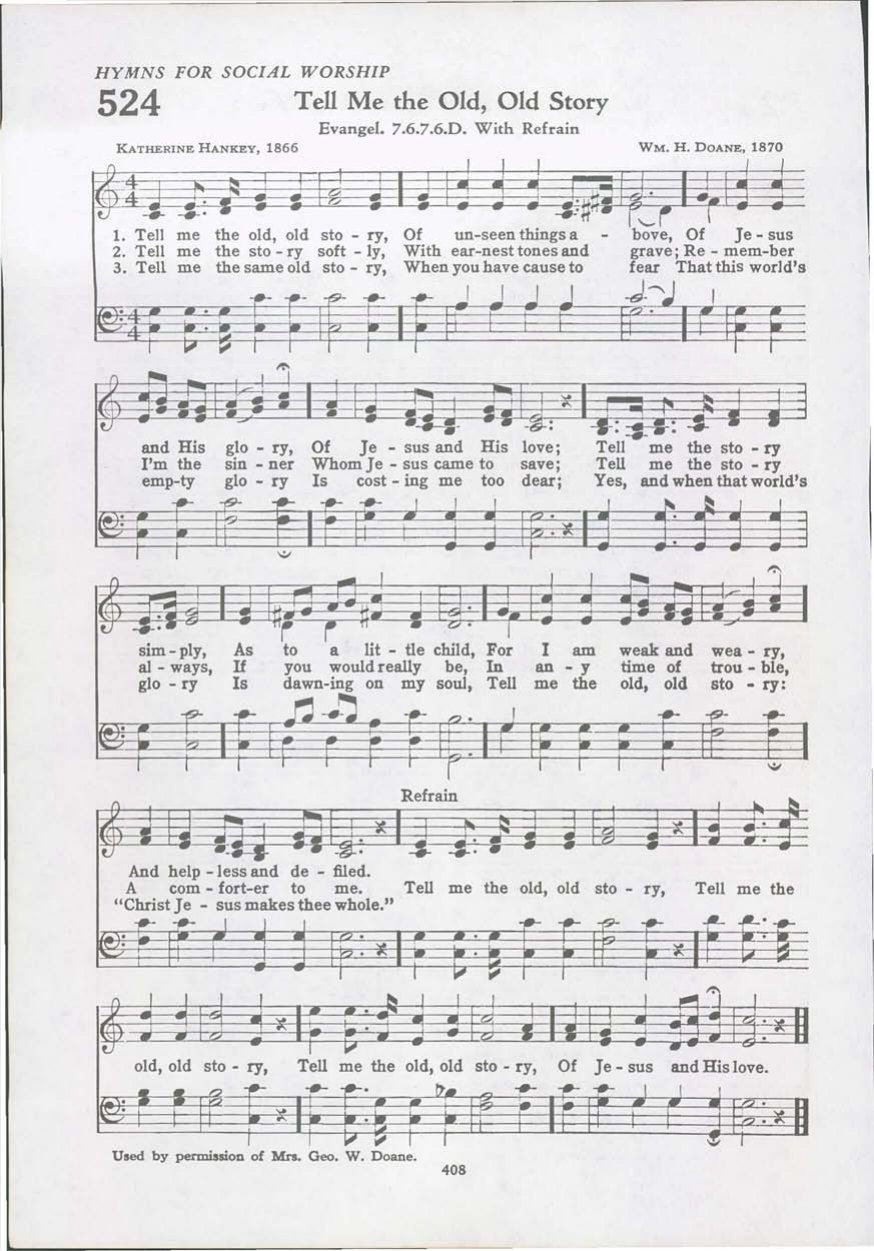 HYMNS FOR SOCIAL WORSHIP
524 Tell Me the Old, Old Story
Evangel. 7.6.7.6.D. With Refrain
KATHERINE HANKEY, 1866 WM. H. DOANE, 1870
1. Tell me the old, old sto - ry, Of un-seen things a - bove, Of Je - sus
2. Tell me the sto - ry soft - ly, With ear-nest tones and grave; Re - mem-ber
3. Tell me the same old sto - ry, When you have cause to fear That this world's
and His glo - ry, Of Je - sus and His love; Tell me the sto - ry
I'm the sin - ner Whom Je - sus came to save; Tell me the sto - ry
emp-ty glo - ry Is cost - ing me too dear; Yes, and when that world's
sim - ply, As to a lit - tle child, For I am weak and wea - ry,
al - ways, If you would really be, In an - y time of trou - ble,
glo - ry Is dawn-ing on my soul, Tell me the old, old sto - ry:
Refrain
And help - less and de - filed.
A com - fort-er to me. Tell me the old, old sto - ry, Tell me the
"Christ Je - sus makes thee whole."
old, old sto - ry, Tell me the old, old sto - ry, Of Je - sus and His love.
Used by permission of Mrs. Geo. W. Doane.
408